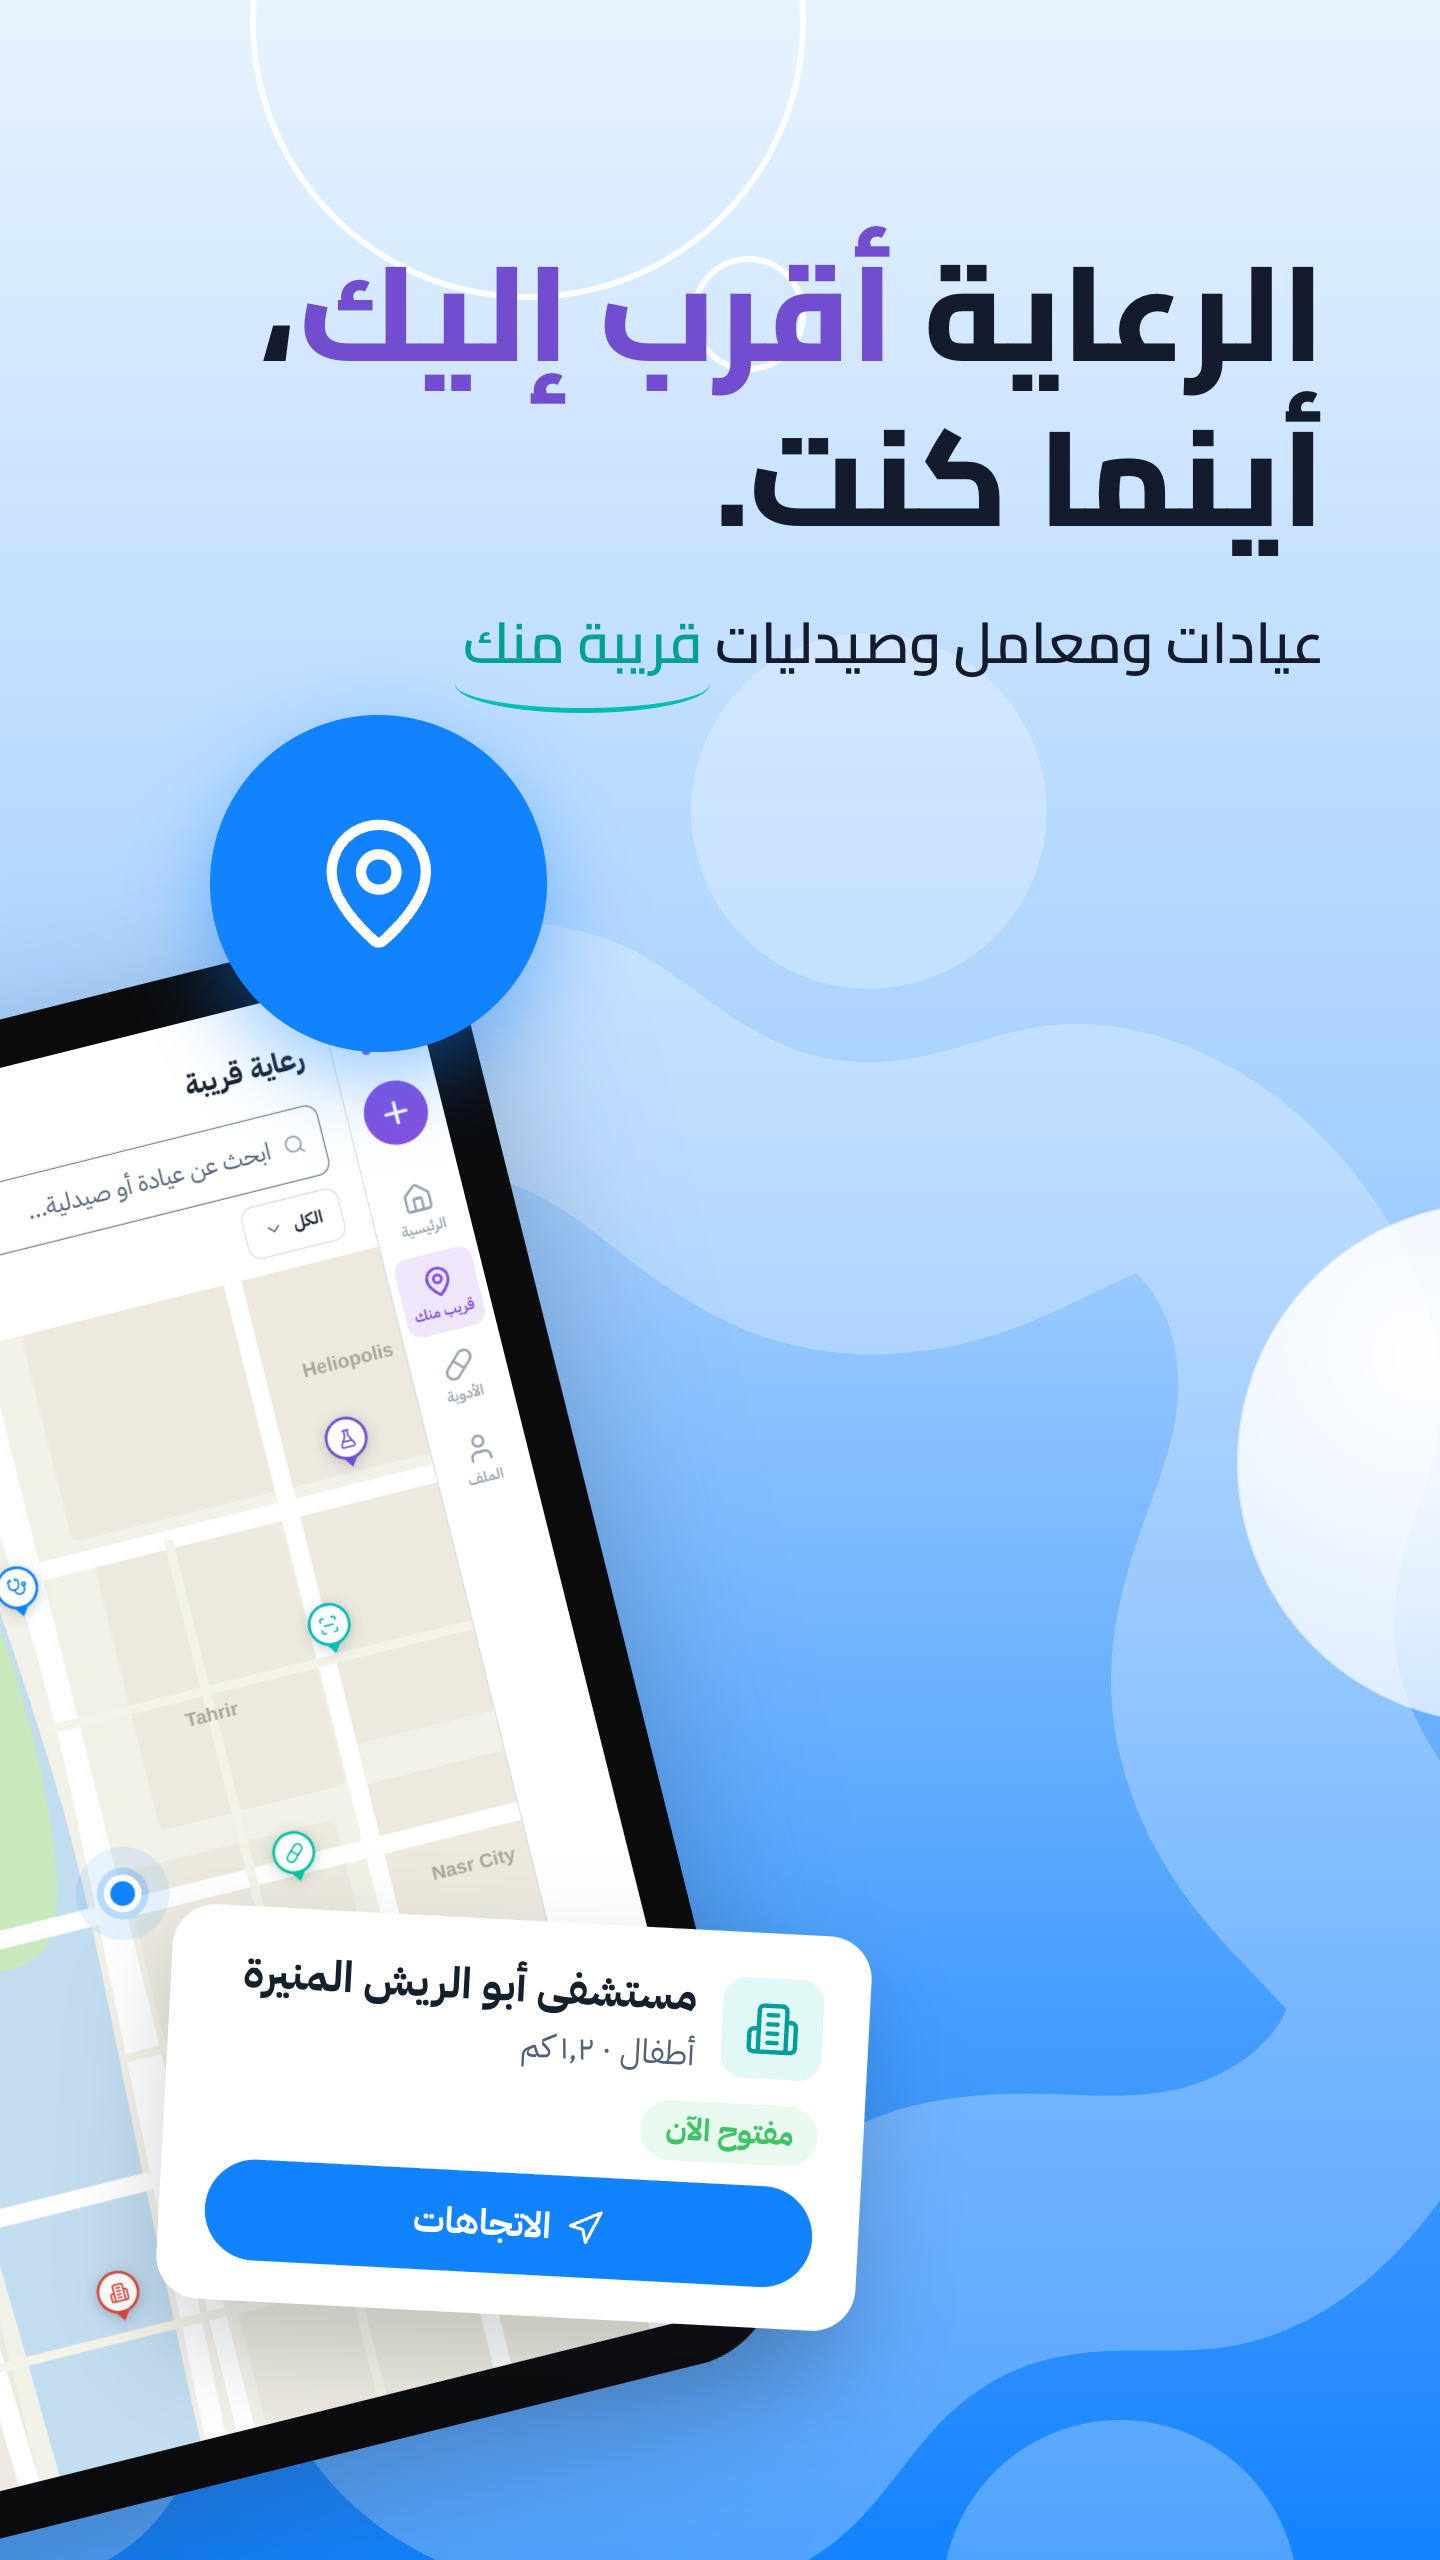 الرعاية أقرب إليك،
أينما كنت.
عيادات ومعامل وصيدليات قريبة منك
رعاية قريبة
ابحث عن عيادة أو صيدلية...
الكل
الرئيسية
قريب منك
الأدوية
الملف
Heliopolis
Tahrir
Nasr City
مستشفى أبو الريش المنيرة
أطفال · ١,٢ كم
مفتوح الآن
الاتجاهات